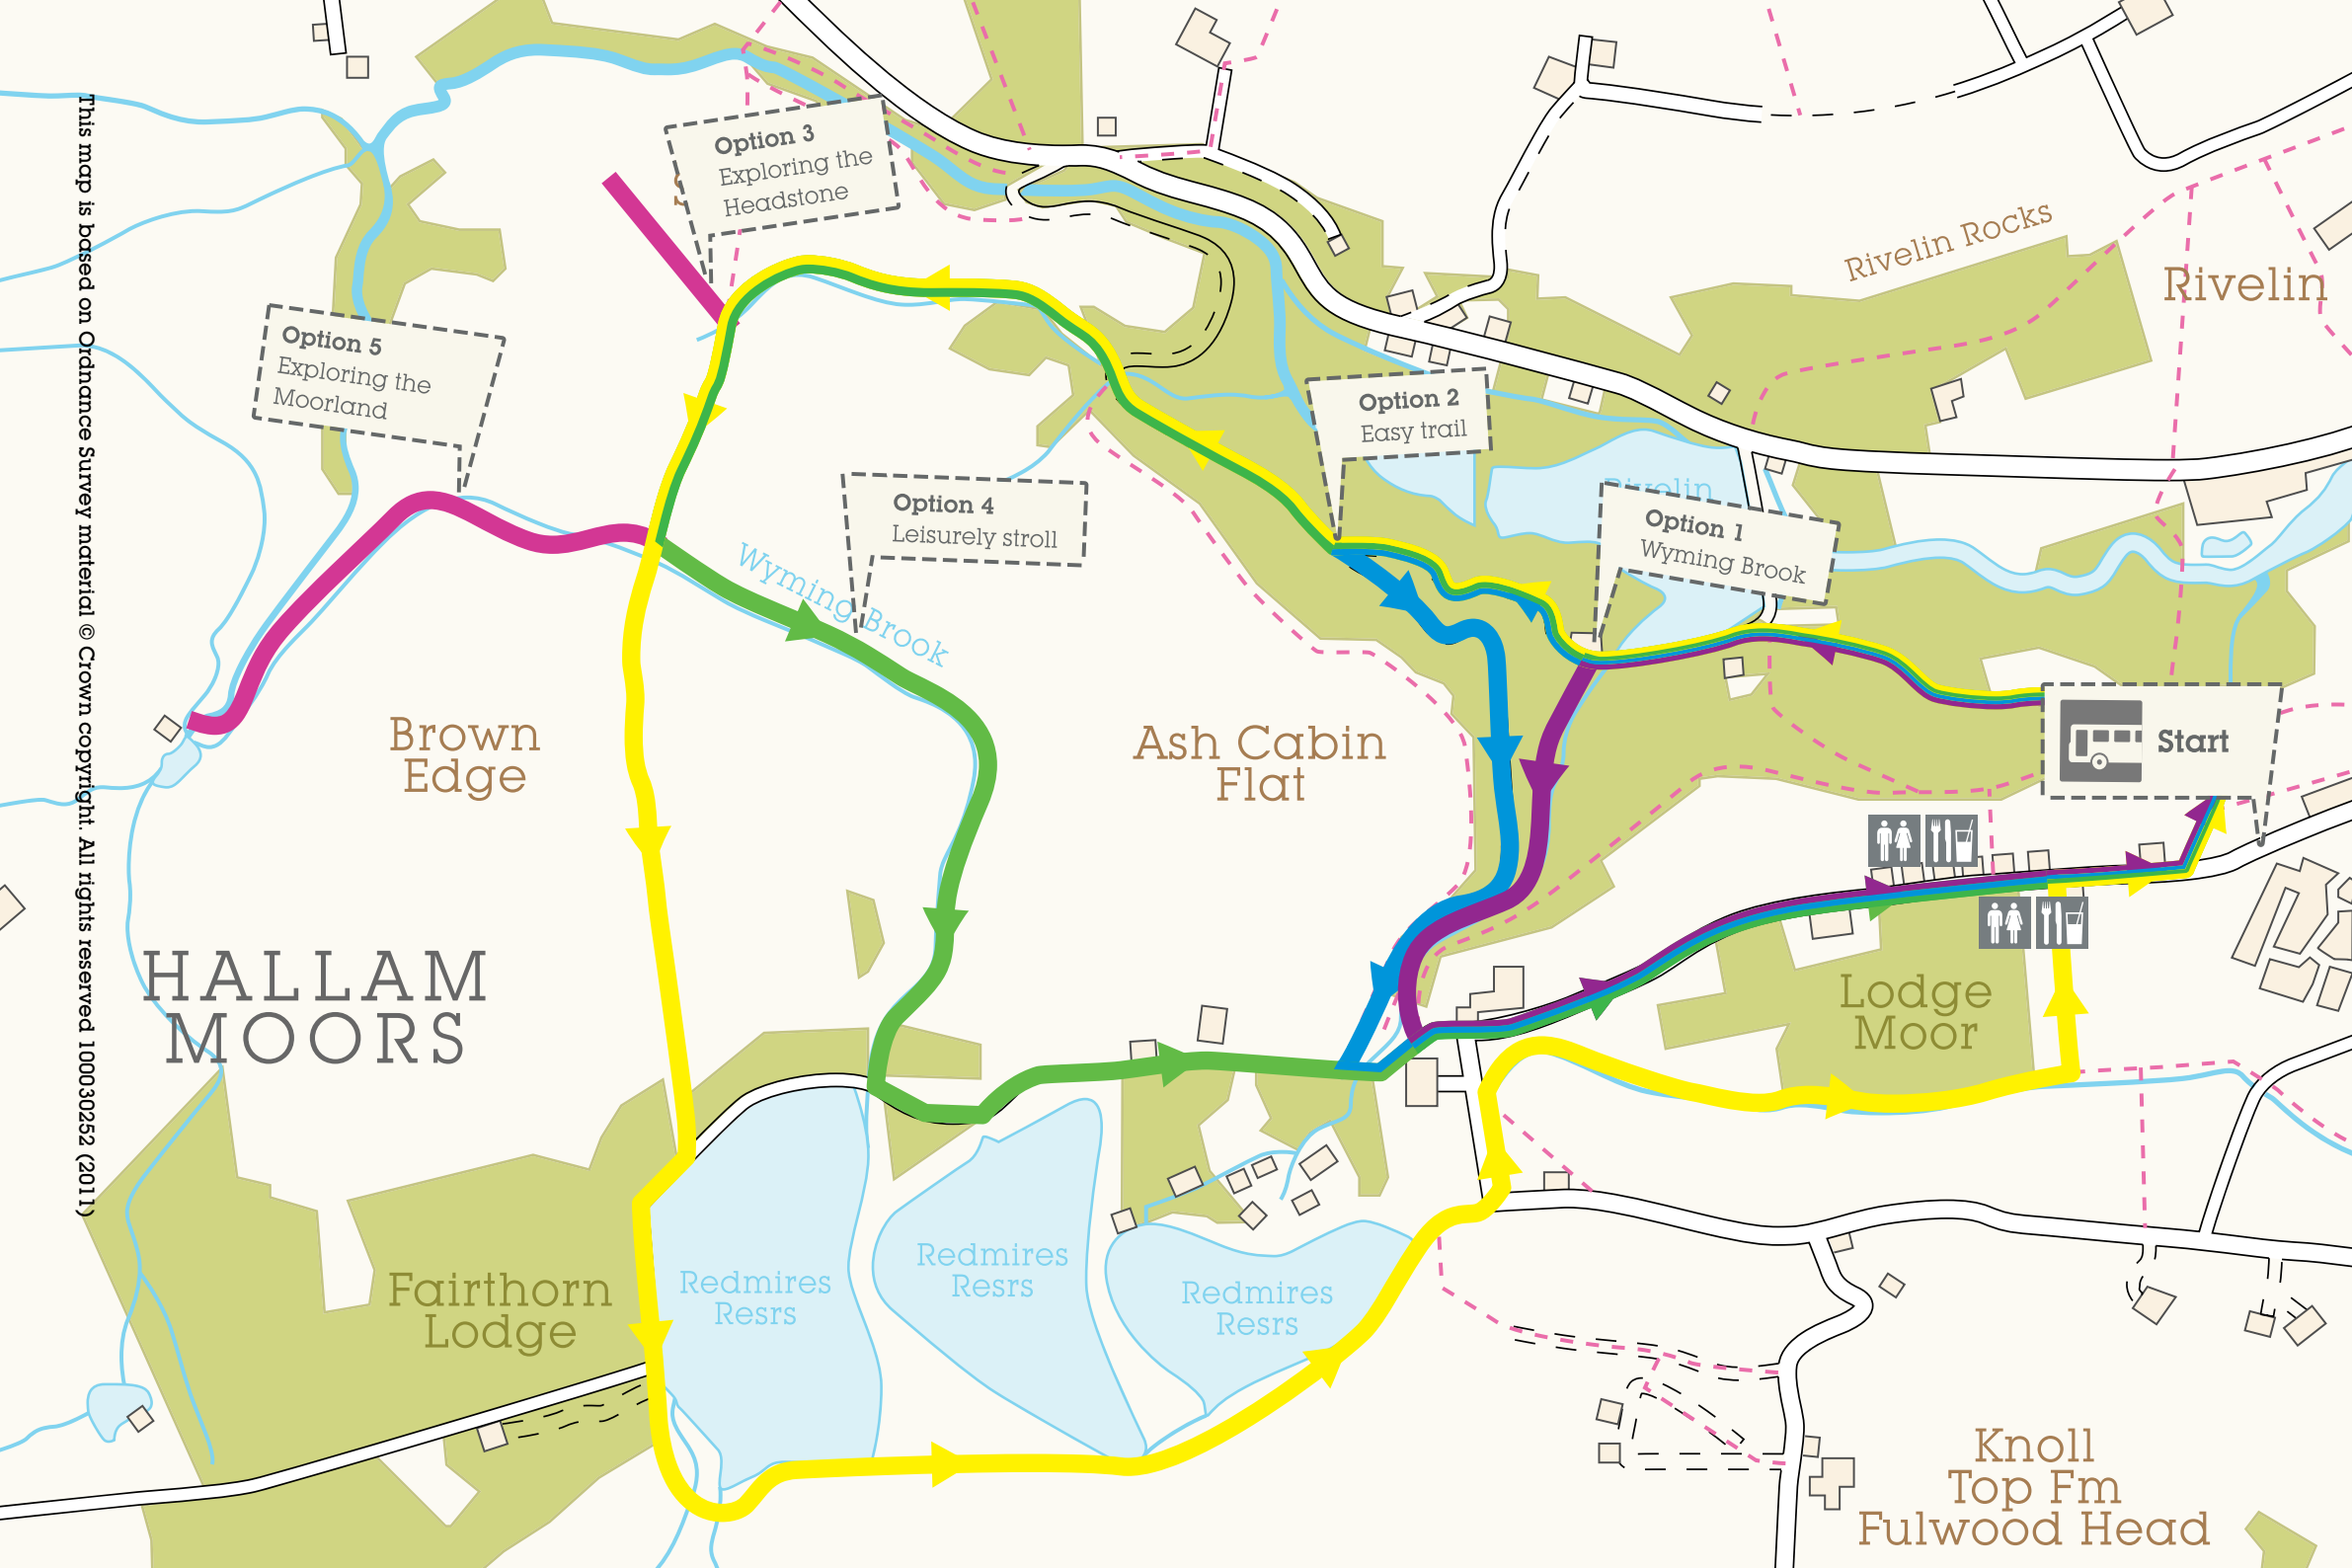 This map is based on Ordnance Survey material © Crown copyright. All rights reserved 100030252 (2011)
Option 3
Exploring the
Headstone
Rivelin Rocks
Rivelin
Option 5
Exploring the
Moorland
Option 2
Easy trail
Option 4
Leisurely stroll
Rivelin
Option 1
Wyming Brook
Wyming Brook
Brown
Edge
Ash Cabin
Flat
Start
HALLAM
MOORS
Lodge
Moor
Fairthorn
Lodge
Redmires
Resrs
Redmires
Resrs
Redmires
Resrs
Knoll
Top Fm
Fulwood Head